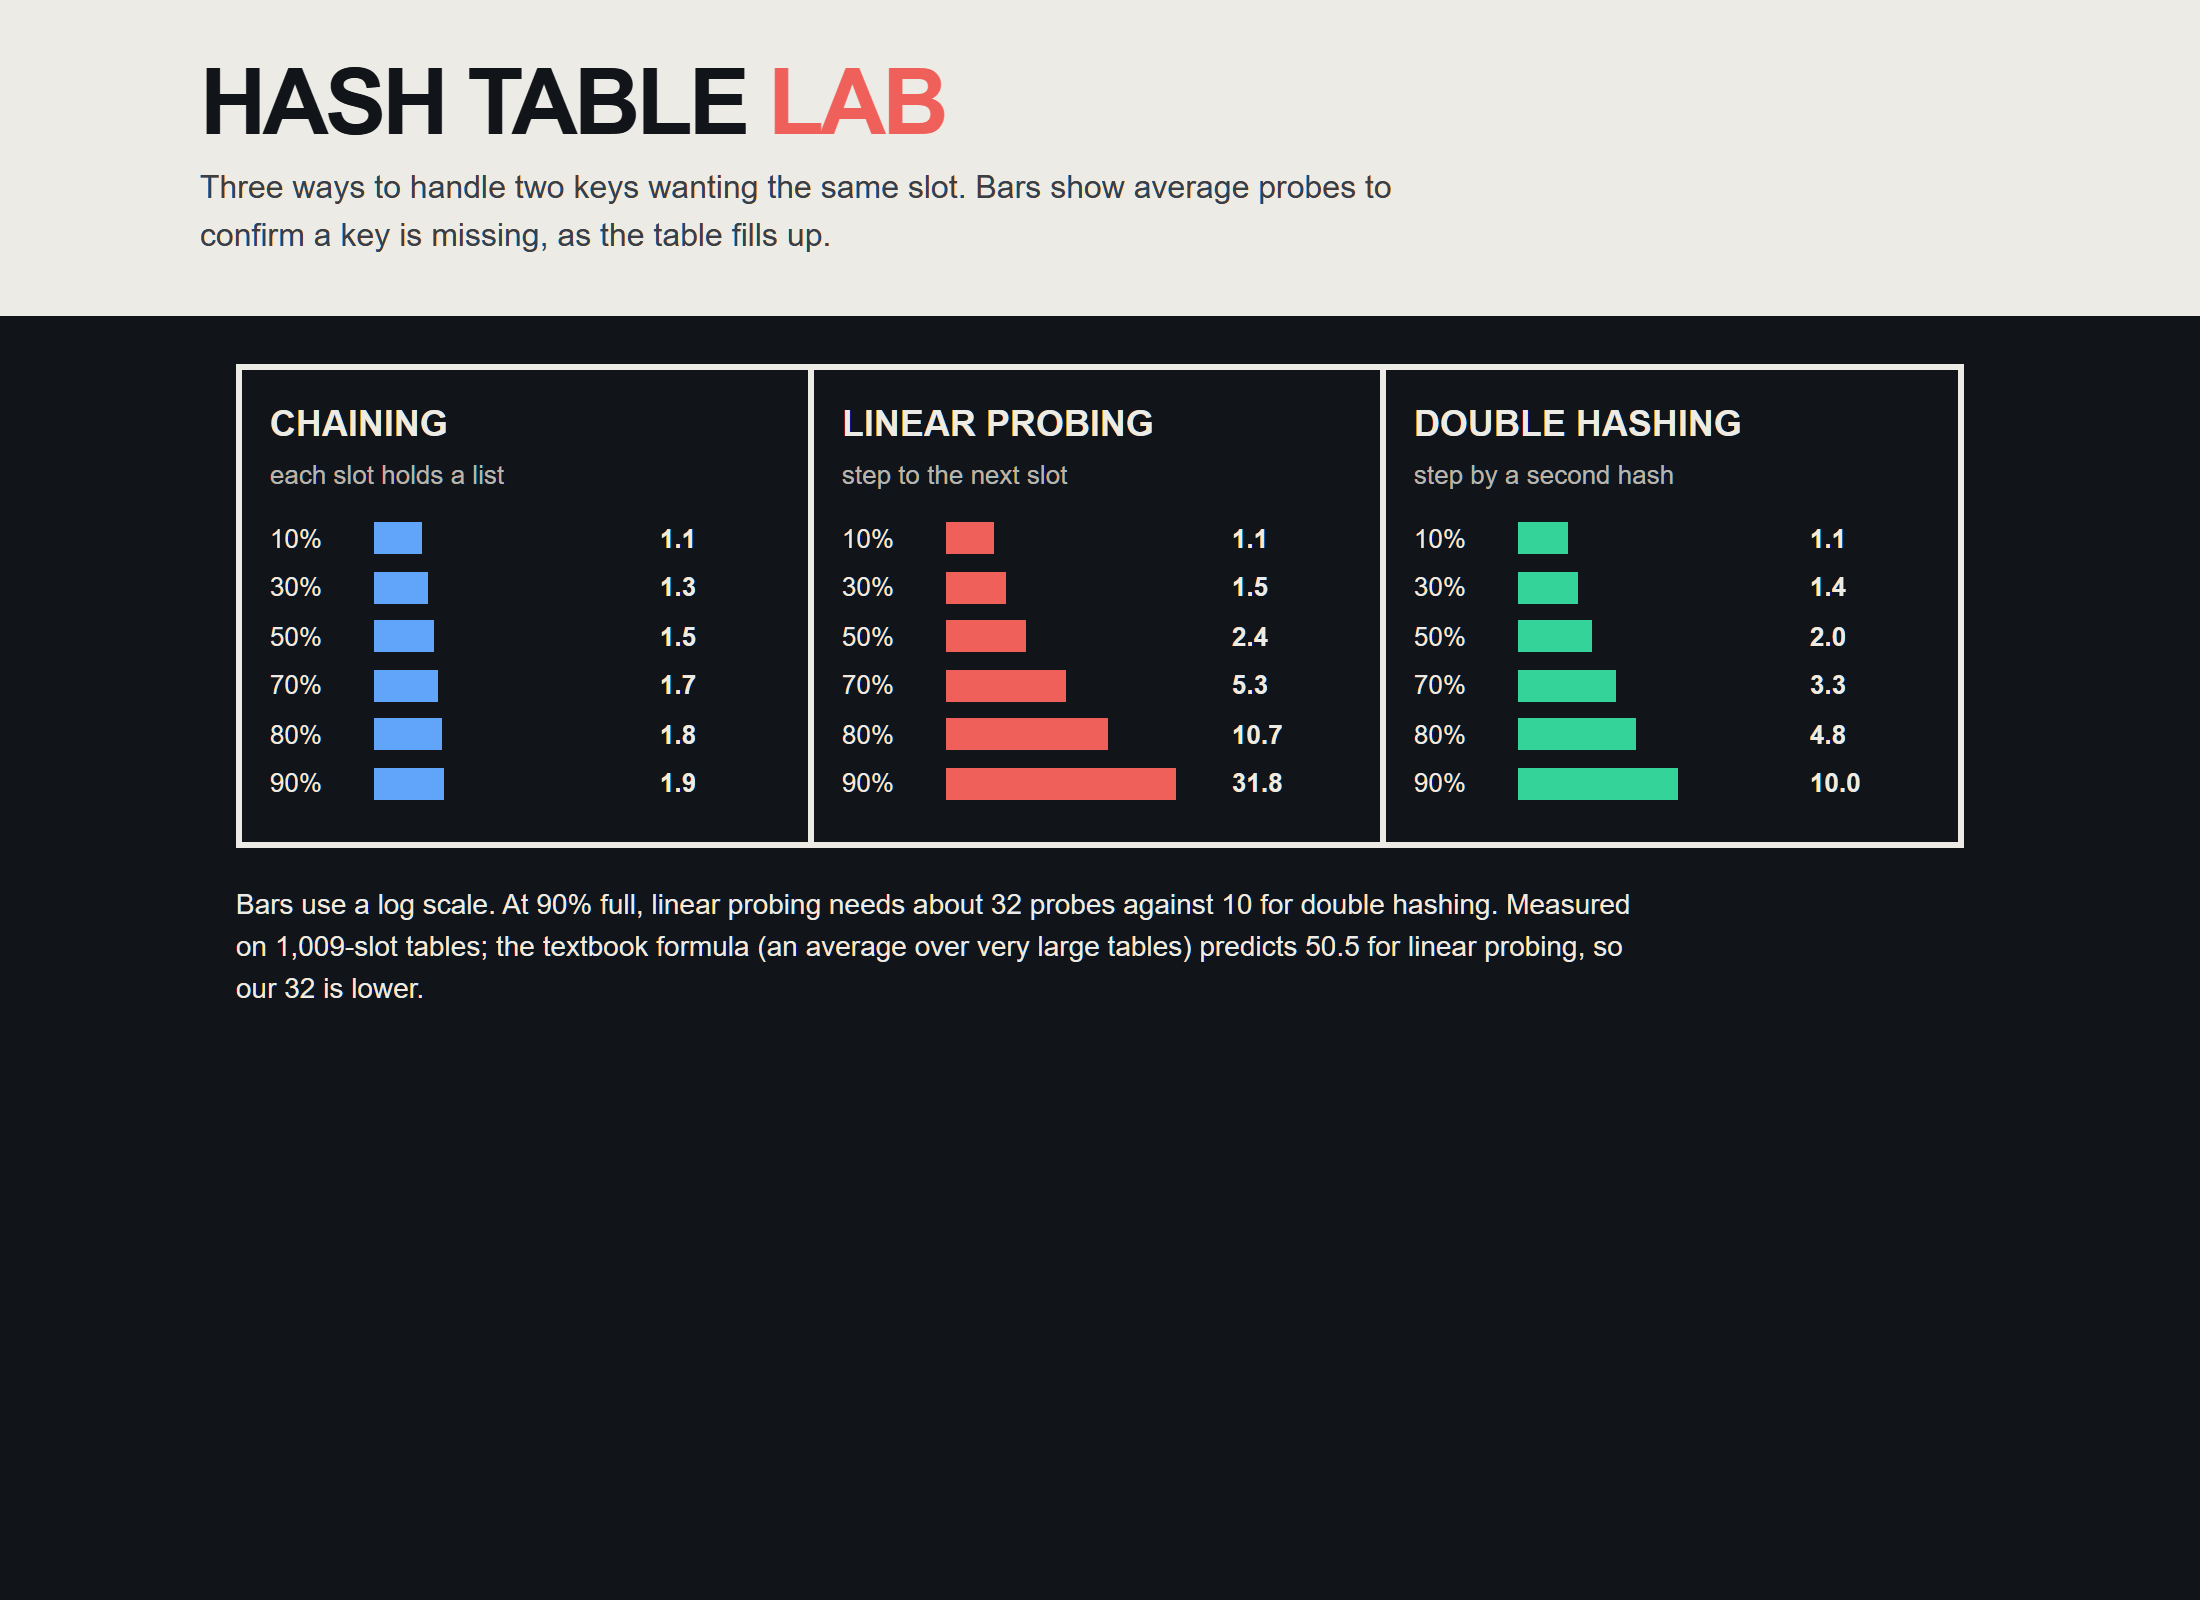 HASH TABLE LAB
Three ways to handle two keys wanting the same slot. Bars show average probes to
confirm a key is missing, as the table fills up.
CHAINING
each slot holds a list
10% 1.1
30% 1.3
50% 1.5
70% 1.7
80% 1.8
90% 1.9
LINEAR PROBING
step to the next slot
10% 1.1
30% 1.5
50% 2.4
70% 5.3
80% 10.7
90% 31.8
DOUBLE HASHING
step by a second hash
10% 1.1
30% 1.4
50% 2.0
70% 3.3
80% 4.8
90% 10.0
Bars use a log scale. At 90% full, linear probing needs about 32 probes against 10 for double hashing. Measured
on 1,009-slot tables; the textbook formula (an average over very large tables) predicts 50.5 for linear probing, so
our 32 is lower.